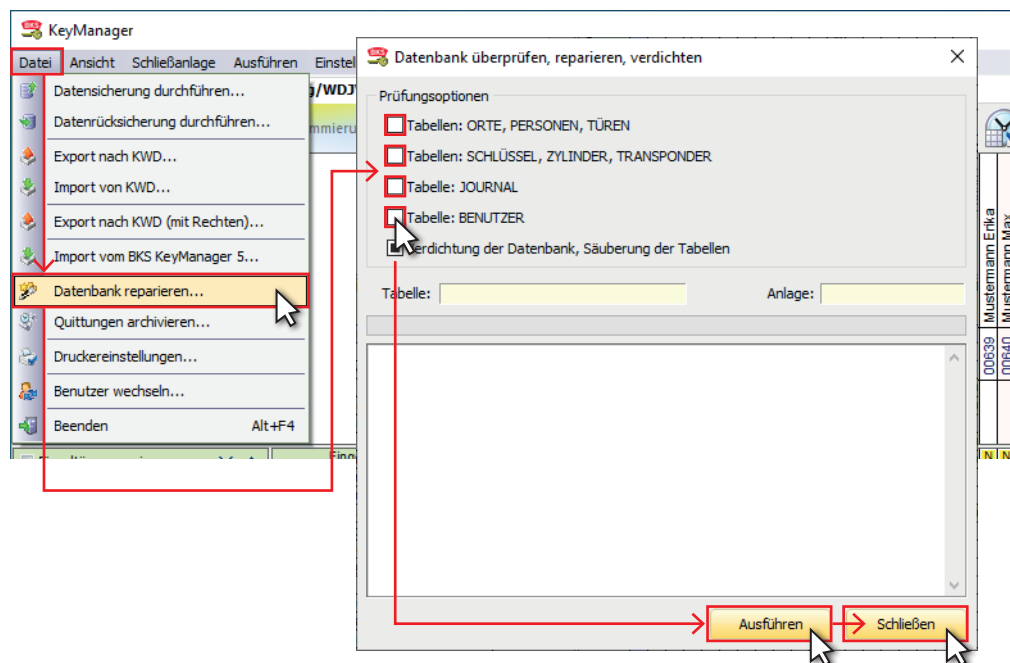 KeyManager
Datei Ansicht Schließanlage Ausführen
Datensicherung durchführen...
Datenrücksicherung durchführen...
Export nach KWD...
Import von KWD...
Export nach KWD (mit Rechten)...
Import vom BKS KeyManager 5...
Datenbank reparieren...
Quittungen archivieren...
Druckereinstellungen...
Benutzer wechseln...
Beenden Alt+F4
Datenbank überprüfen, reparieren, verdichten
Prüfungsoptionen
Tabellen: ORTE, PERSONEN, TÜREN
Tabellen: SCHLÜSSEL, ZYLINDER, TRANSPONDER
Tabelle: JOURNAL
Tabelle: BENUTZER
Verdichtung der Datenbank, Säuberung der Tabellen
Tabelle: Anlage:
Ausführen Schließen
Mustermann Erika
Mustermann Max
00639
00640
N N